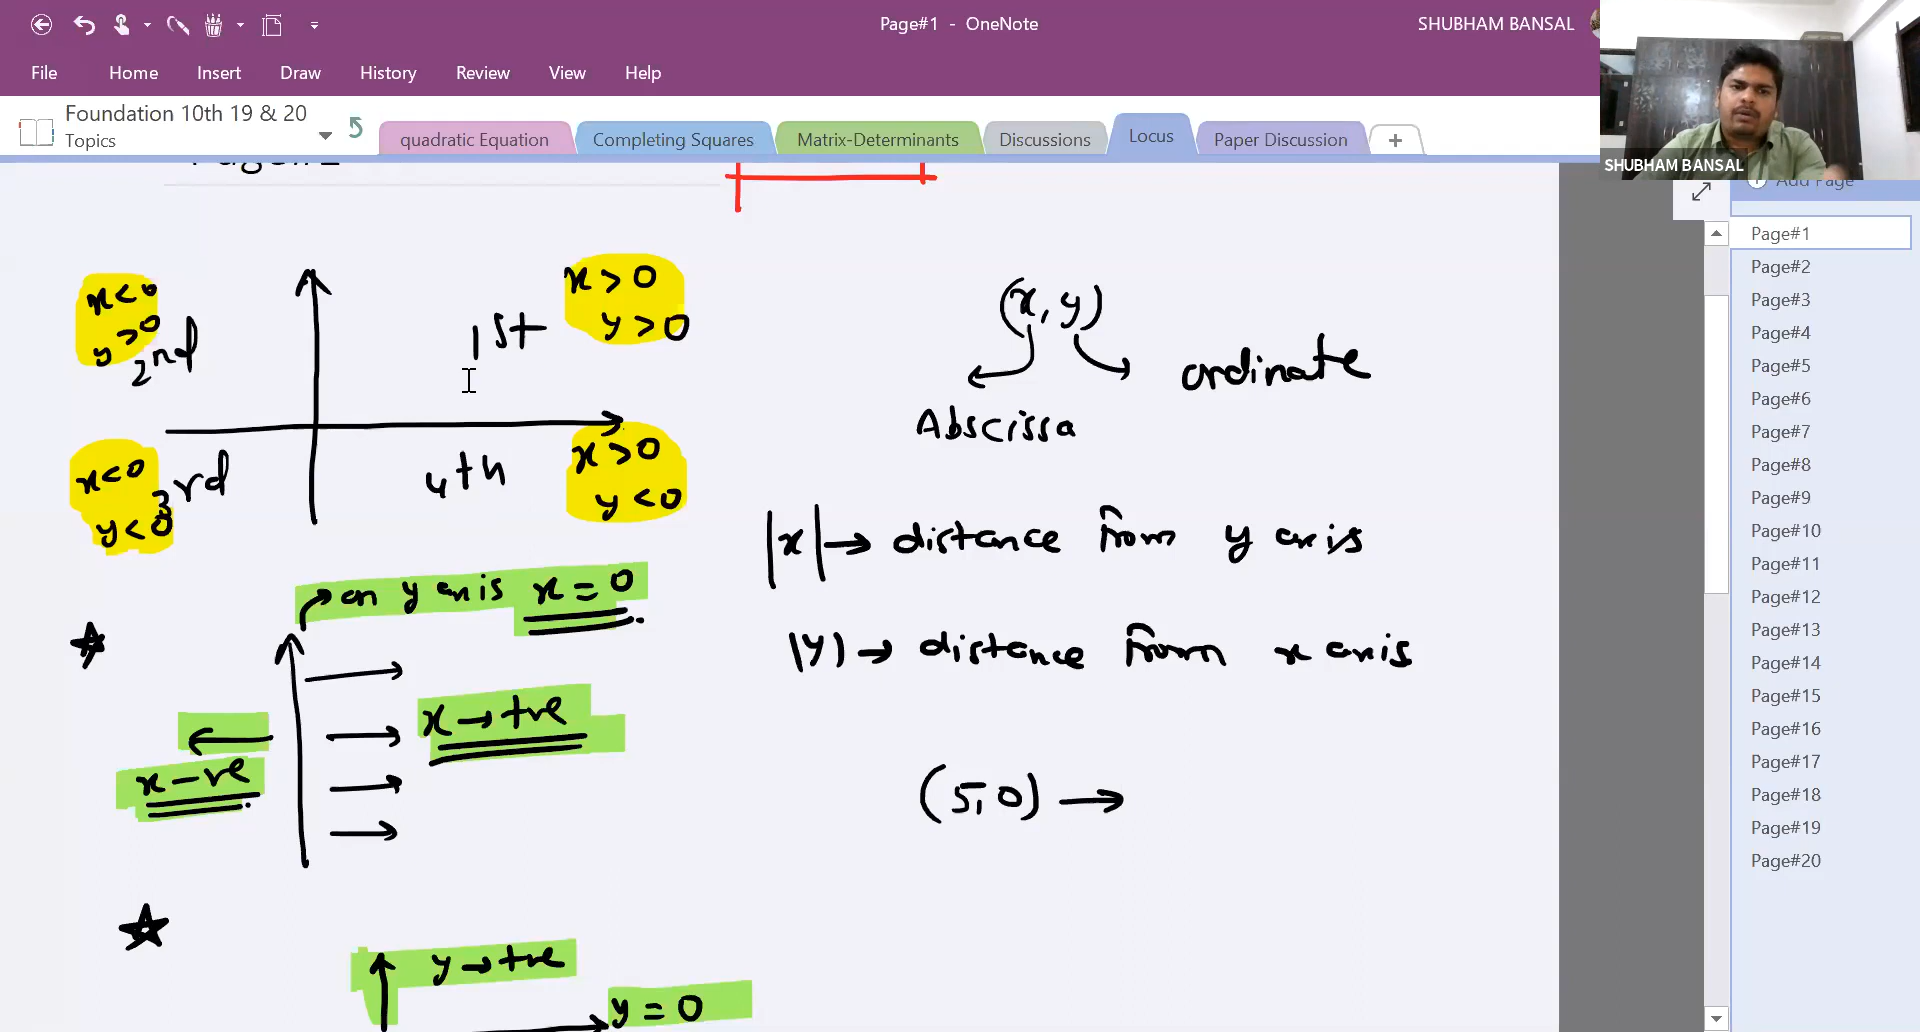 Page#1 - OneNote
SHUBHAM BANSAL
File Home Insert Draw History Review View Help
Foundation 10th 19 & 20
Topics
quadratic Equation
Completing Squares
Matrix-Determinants
Discussions
Locus
Paper Discussion
+
SHUBHAM BANSAL
Add Page
Page#1
Page#2
Page#3
Page#4
Page#5
Page#6
Page#7
Page#8
Page#9
Page#10
Page#11
Page#12
Page#13
Page#14
Page#15
Page#16
Page#17
Page#18
Page#19
Page#20
x<0
y>0
2nd
1st
x>0
y>0
x<0
y<0
3rd
4th
x>0
y<0
(x,y)
ordinate
Abscissa
|x|→ distance from y axis
|y|→ distance from x axis
on y axis x=0
x→+ve
x-ve
(5,0)→
y→+ve
y=0